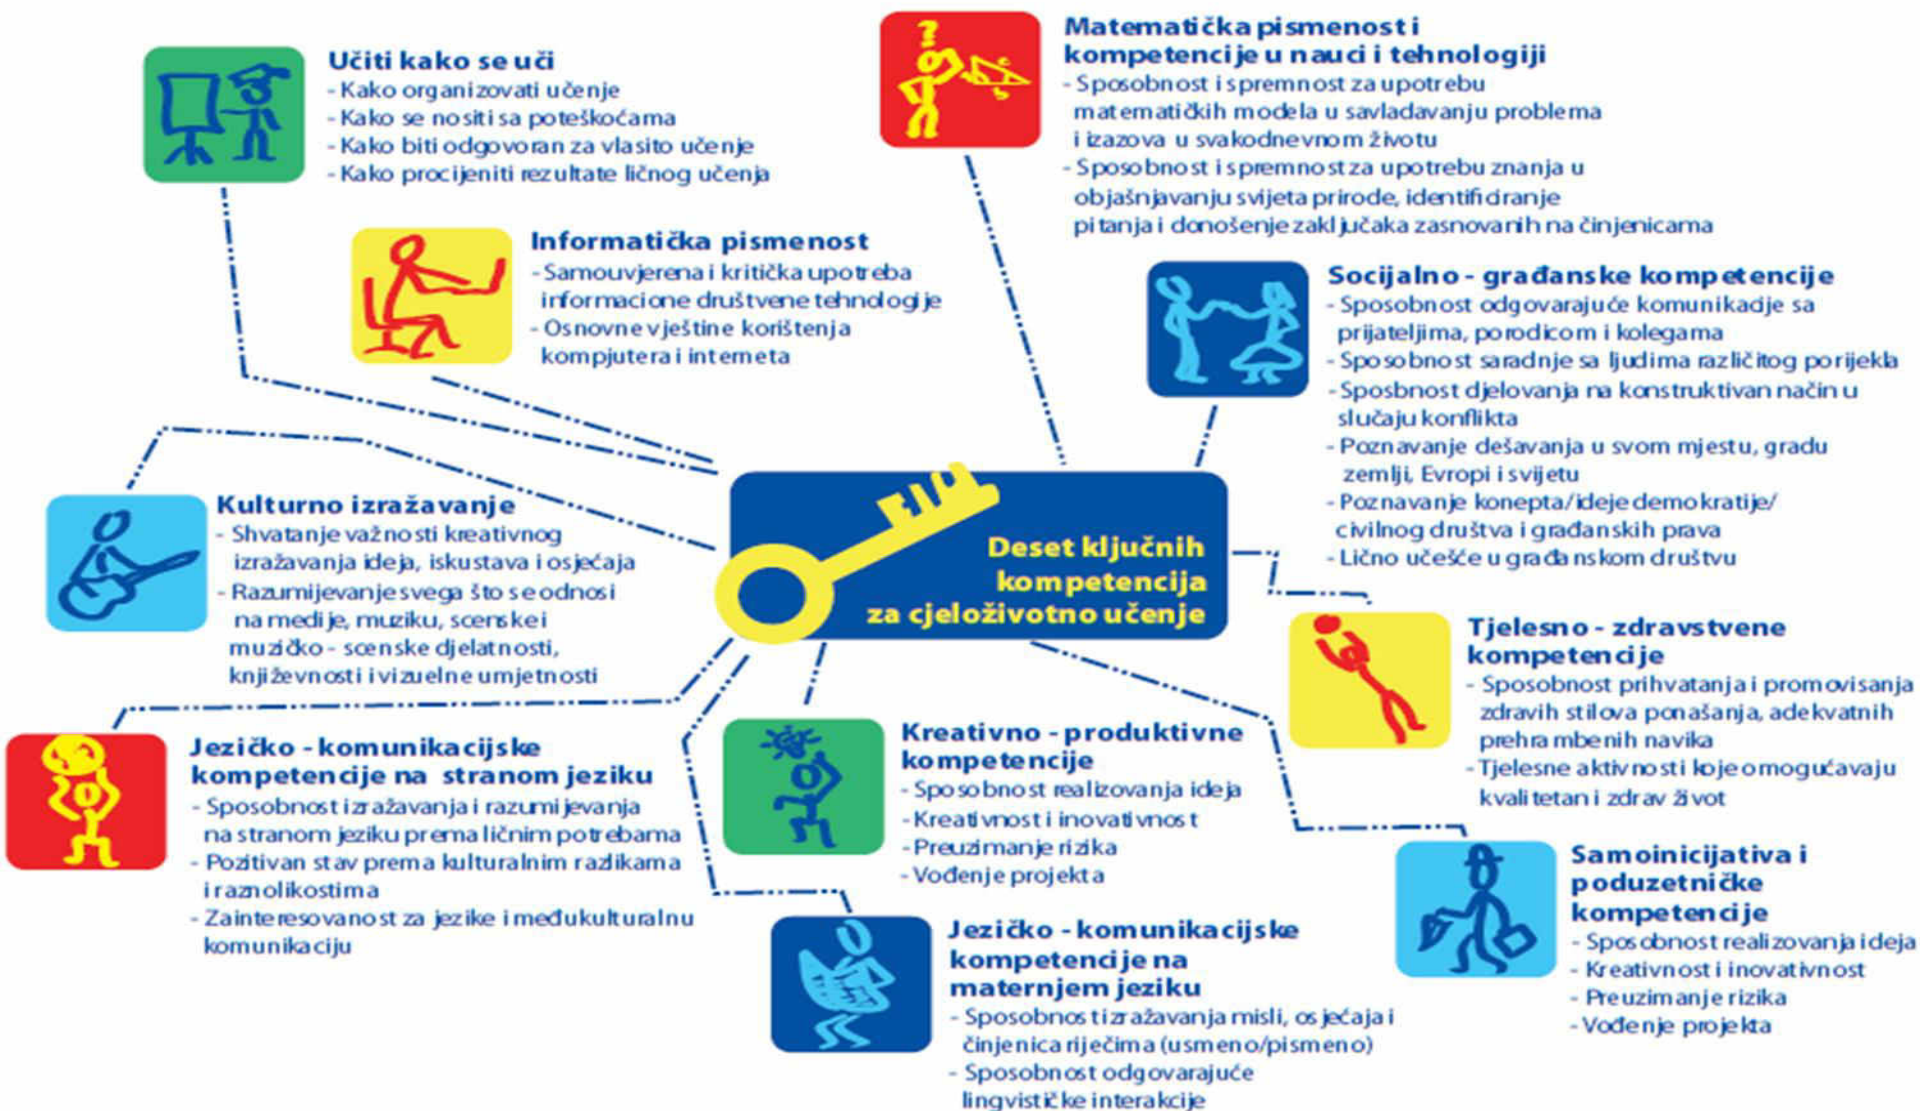 Učiti kako se uči
- Kako organizovati učenje
- Kako se nositi sa poteškoćama
- Kako biti odgovoran za vlasito učenje
- Kako procijeniti rezultate ličnog učenja
Matematička pismenost i
kompetencije u nauci i tehnologiji
- Sposobnost i spremnost za upotrebu
matematičkih modela u savladavanju problema
i izazova u svakodnevnom životu
- Sposobnost i spremnost za upotrebu znanja u
objašnjavanju svijeta prirode, identificiranje
pitanja i donošenje zaključaka zasnovanih na činjenicama
Informatička pismenost
- Samouvjerena i kritička upotreba
informacione društvene tehnologije
- Osnovne vještine korištenja
kompjutera i interneta
Socijalno - građanske kompetencije
- Sposobnost odgovarajuće komunikacije sa
prijateljima, porodicom i kolegama
- Sposobnost saradnje sa ljudima različitog porijekla
- Sposbnost djelovanja na konstruktivan način u
slučaju konflikta
- Poznavanje dešavanja u svom mjestu, gradu
zemlji, Evropi i svijetu
- Poznavanje koncepta/ideje demokratije/
civilnog društva i građanskih prava
- Lično učešće u građanskom društvu
Kulturno izražavanje
- Shvatanje važnosti kreativnog
izražavanja ideja, iskustava i osjećaja
- Razumijevanje svega što se odnosi
na medije, muziku, scenske i
muzičko - scenske djelatnosti,
književnosti i vizuelne umjetnosti
Deset ključnih
kompetencija
za cjeloživotno učenje
Tjelesno - zdravstvene
kompetencije
- Sposobnost prihvatanja i promovisanja
zdravih stilova ponašanja, adekvatnih
prehrambenih navika
- Tjelesne aktivnosti koje omogućavaju
kvalitetan i zdrav život
Jezičko - komunikacijske
kompetencije na stranom jeziku
- Sposobnost izražavanja i razumijevanja
na stranom jeziku prema ličnim potrebama
- Pozitivan stav prema kulturalnim razlikama
i raznolikostima
- Zainteresovanost za jezike i međukulturalnu
komunikaciju
Kreativno - produktivne
kompetencije
- Sposobnost realizovanja ideja
- Kreativnost i inovativnost
- Preuzimanje rizika
- Vođenje projekta
Samoinicijativa i
poduzetničke
kompetencije
- Sposobnost realizovanja ideja
- Kreativnost i inovativnost
- Preuzimanje rizika
- Vođenje projekta
Jezičko - komunikacijske
kompetencije na
maternjem jeziku
- Sposobnost izražavanja misli, osjećaja i
činjenica riječima (usmeno/pismeno)
- Sposobnost odgovarajuće
lingvističke interakcije